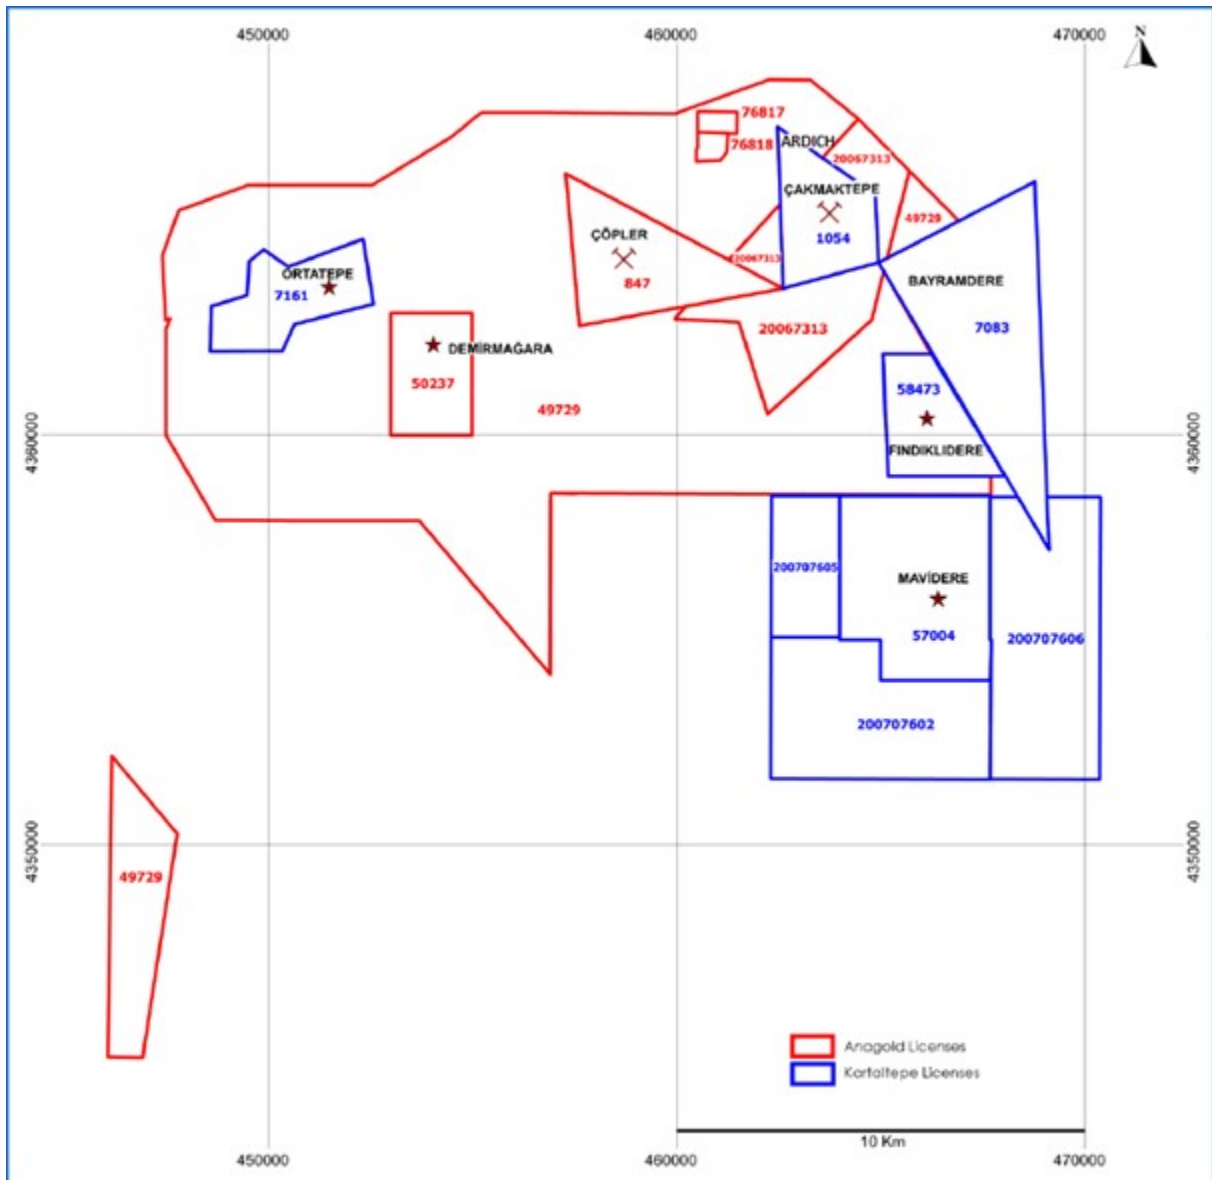 450000
460000
470000
N
76817
76818
ARDICH
20067313
ÇAKMAKTEPE
49729
1054
ÇÖPLER
847
20067313
ORTATEPE
7161
BAYRAMDERE
7083
20067313
DEMİRMAĞARA
50237
49729
58473
FINDIKLIDERE
4360000
4360000
200707605
MAVİDERE
57004
200707606
200707602
4350000
4350000
49729
Anagold Licenses
Kartaltepe Licenses
10 Km
450000
460000
470000